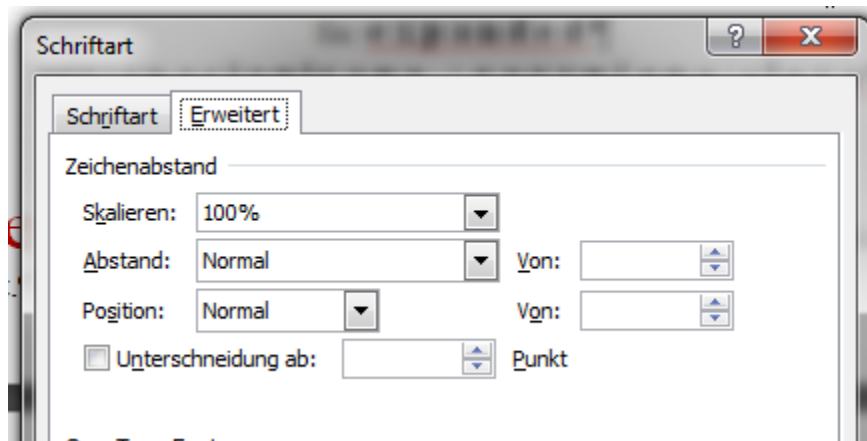 Schriftart
Schriftart Erweitert
Zeichenabstand
Skalieren: 100%
Abstand: Normal Von:
Position: Normal Von:
Unterschneidung ab: Punkt